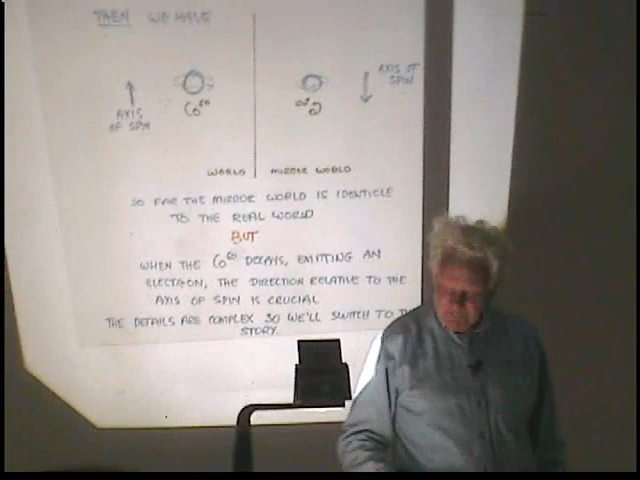 THEN WE HAVE
AXIS OF SPIN
AXIS OF SPIN
Co60
WORLD MIRROR WORLD
SO FAR THE MIRROR WORLD IS IDENTICLE
TO THE REAL WORLD
BUT
WHEN THE Co60 DECAYS, EMITTING AN
ELECTRON, THE DIRECTION RELATIVE TO THE
AXIS OF SPIN IS CRUCIAL
THE DETAILS ARE COMPLEX SO WE'LL SWITCH TO
STORY.